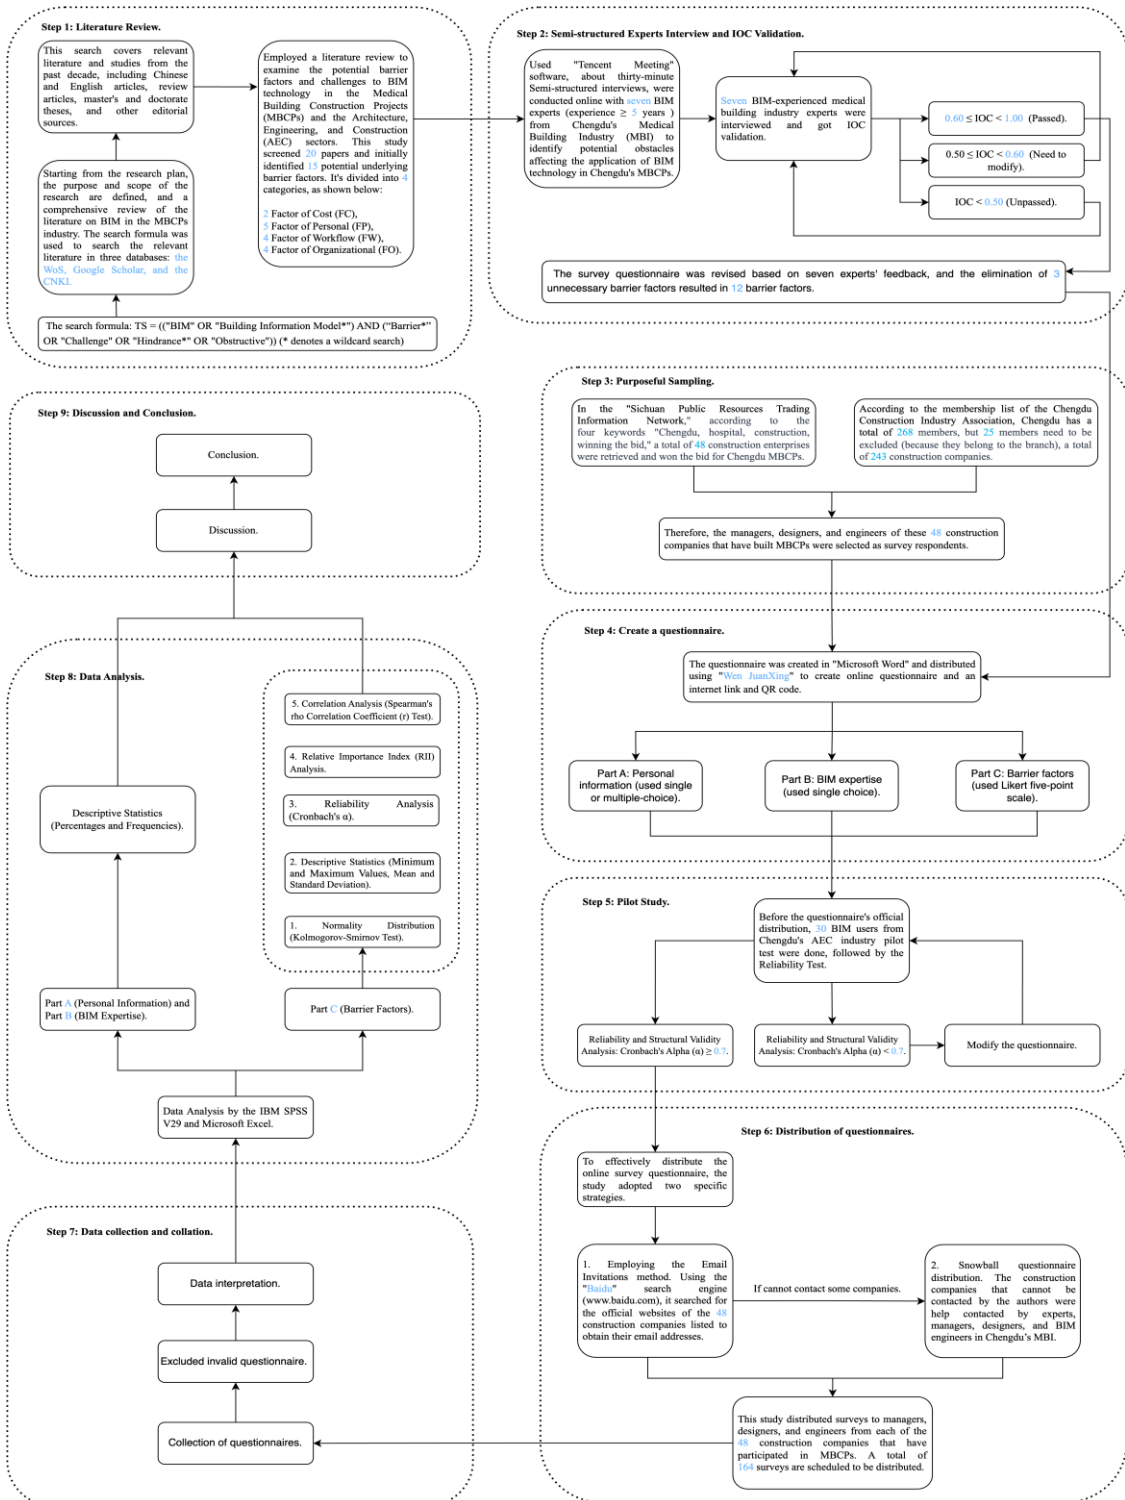 Step 1: Literature Review.
This search covers relevant
literature and studies from the
past decade, including Chinese
and English articles, review
articles, master's and doctorate
theses, and other editorial
sources.
Starting from the research plan,
the purpose and scope of the
research are defined, and a
comprehensive review of the
literature on BIM in the MBCPs
industry. The search formula was
used to search the relevant
literature in three databases: the
WoS, Google Scholar, and the
CNKI.
The search formula: TS = (("BIM" OR "Building Information Model*") AND (“Barrier*”
OR "Challenge" OR "Hindrance*" OR "Obstructive")) (* denotes a wildcard search)
Employed a literature review to
examine the potential barrier
factors and challenges to BIM
technology in the Medical
Building Construction Projects
(MBCPs) and the Architecture,
Engineering, and Construction
(AEC) sectors. This study
screened 20 papers and initially
identified 15 potential underlying
barrier factors. It's divided into 4
categories, as shown below:
2 Factor of Cost (FC),
5 Factor of Personal (FP),
4 Factor of Workflow (FW),
4 Factor of Organizational (FO).
Step 2: Semi-structured Experts Interview and IOC Validation.
Used "Tencent Meeting"
software, about thirty-minute
Semi-structured interviews, were
conducted online with seven BIM
experts (experience ≥ 5 years )
from Chengdu's Medical
Building Industry (MBI) to
identify potential obstacles
affecting the application of BIM
technology in Chengdu's MBCPs.
Seven BIM-experienced medical
building industry experts were
interviewed and got IOC
validation.
0.60 ≤ IOC < 1.00 (Passed).
0.50 ≤ IOC < 0.60 (Need to
modify).
IOC < 0.50 (Unpassed).
The survey questionnaire was revised based on seven experts' feedback, and the elimination of 3
unnecessary barrier factors resulted in 12 barrier factors.
Step 3: Purposeful Sampling.
In the "Sichuan Public Resources Trading
Information Network," according to the
four keywords "Chengdu, hospital, construction,
winning the bid," a total of 48 construction enterprises
were retrieved and won the bid for Chengdu MBCPs.
According to the membership list of the Chengdu
Construction Industry Association, Chengdu has a
total of 268 members, but 25 members need to be
excluded (because they belong to the branch), a total
of 243 construction companies.
Therefore, the managers, designers, and engineers of these 48 construction
companies that have built MBCPs were selected as survey respondents.
Step 4: Create a questionnaire.
The questionnaire was created in "Microsoft Word" and distributed
using "Wen JuanXing" to create online questionnaire and an
internet link and QR code.
Part A: Personal
information (used single
or multiple-choice).
Part B: BIM expertise
(used single choice).
Part C: Barrier factors
(used Likert five-point
scale).
Step 5: Pilot Study.
Before the questionnaire's official
distribution, 30 BIM users from
Chengdu's AEC industry pilot
test were done, followed by the
Reliability Test.
Reliability and Structural Validity
Analysis: Cronbach's Alpha (α) ≥ 0.7.
Reliability and Structural Validity
Analysis: Cronbach's Alpha (α) < 0.7.
Modify the questionnaire.
Step 6: Distribution of questionnaires.
To effectively distribute the
online survey questionnaire, the
study adopted two specific
strategies.
1. Employing the Email
Invitations method. Using the
"Baidu" search engine
(www.baidu.com), it searched for
the official websites of the 48
construction companies listed to
obtain their email addresses.
If cannot contact some companies.
2. Snowball questionnaire
distribution. The construction
companies that cannot be
contacted by the authors were
help contacted by experts,
managers, designers, and BIM
engineers in Chengdu’s MBI.
This study distributed surveys to managers,
designers, and engineers from each of the
48 construction companies that have
participated in MBCPs. A total of
164 surveys are scheduled to be distributed.
Step 7: Data collection and collation.
Data interpretation.
Excluded invalid questionnaire.
Collection of questionnaires.
Step 8: Data Analysis.
5. Correlation Analysis (Spearman's
rho Correlation Coefficient (r) Test).
4. Relative Importance Index (RII)
Analysis.
3. Reliability Analysis
(Cronbach's α).
2. Descriptive Statistics (Minimum
and Maximum Values, Mean and
Standard Deviation).
1. Normality Distribution
(Kolmogorov-Smirnov Test).
Descriptive Statistics
(Percentages and Frequencies).
Part A (Personal Information) and
Part B (BIM Expertise).
Part C (Barrier Factors).
Data Analysis by the IBM SPSS
V29 and Microsoft Excel.
Step 9: Discussion and Conclusion.
Conclusion.
Discussion.